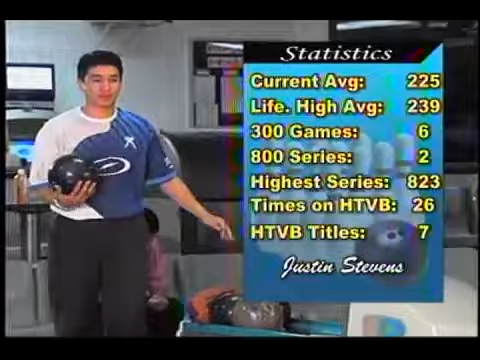 Statistics
Current Avg: 225
Life. High Avg: 239
300 Games: 6
800 Series: 2
Highest Series: 823
Times on HTVB: 26
HTVB Titles: 7
Justin Stevens